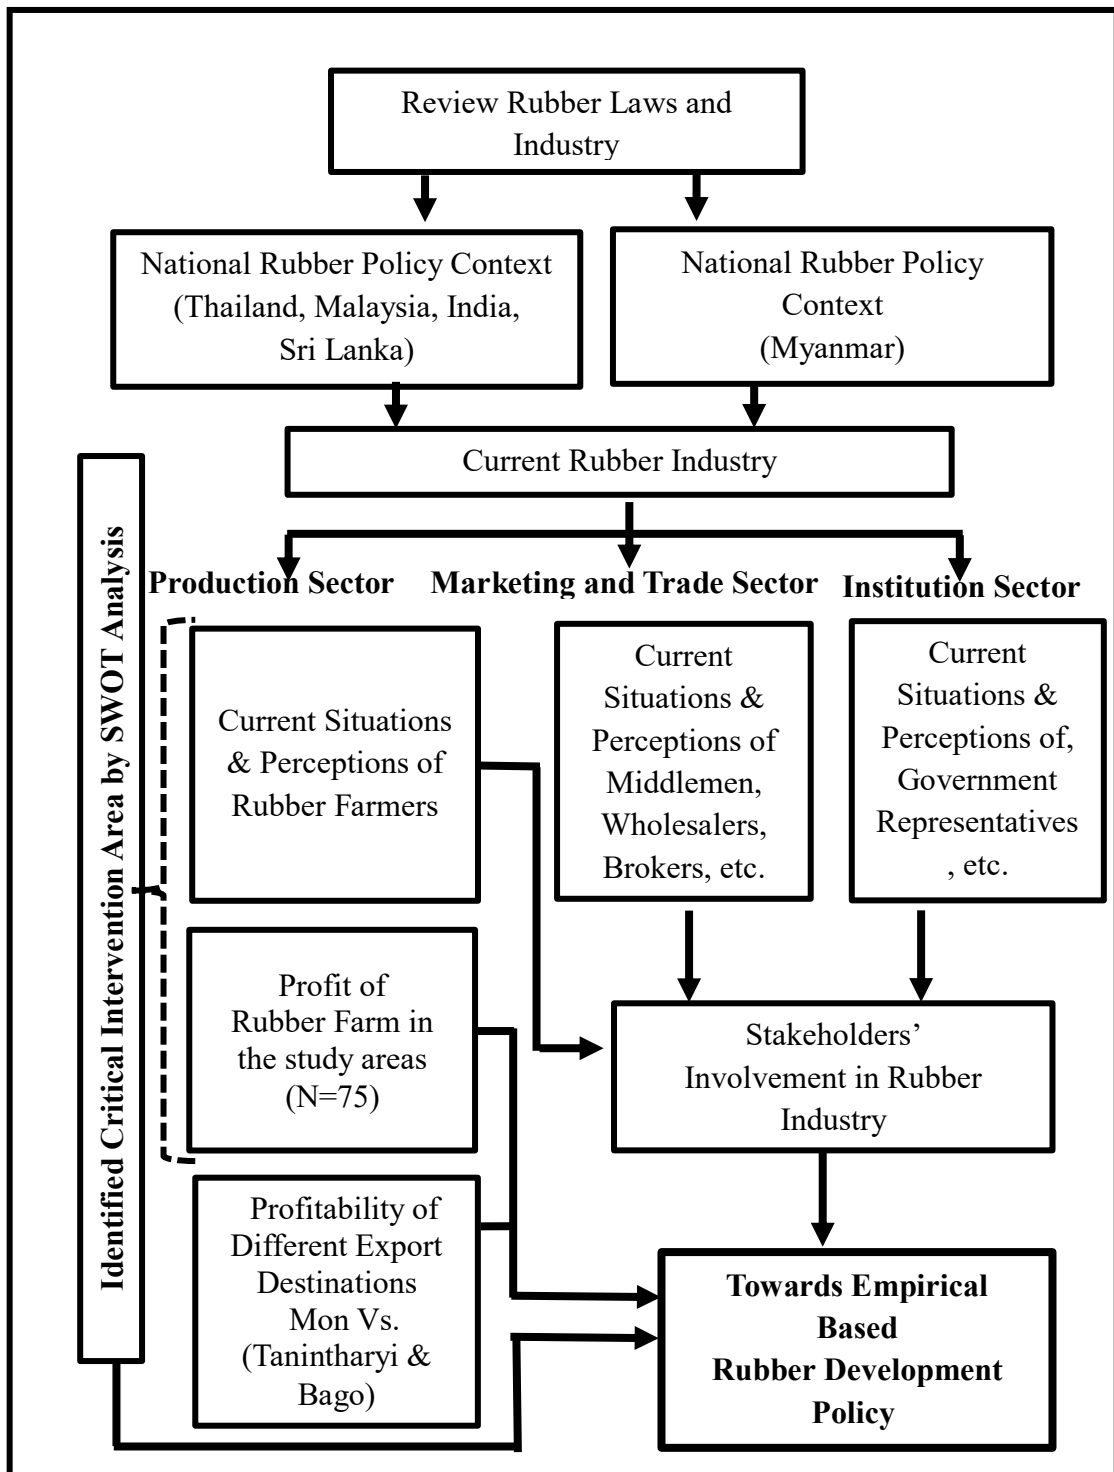 Review Rubber Laws and
Industry
National Rubber Policy Context
(Thailand, Malaysia, India,
Sri Lanka)
National Rubber Policy
Context
(Myanmar)
Current Rubber Industry
Identified Critical Intervention Area by SWOT Analysis
Production Sector
Marketing and Trade Sector
Institution Sector
Current Situations
& Perceptions of
Rubber Farmers
Current
Situations &
Perceptions of
Middlemen,
Wholesalers,
Brokers, etc.
Current
Situations &
Perceptions of,
Government
Representatives
, etc.
Profit of
Rubber Farm in
the study areas
(N=75)
Stakeholders’
Involvement in Rubber
Industry
Profitability of
Different Export
Destinations
Mon Vs.
(Tanintharyi &
Bago)
Towards Empirical
Based
Rubber Development
Policy